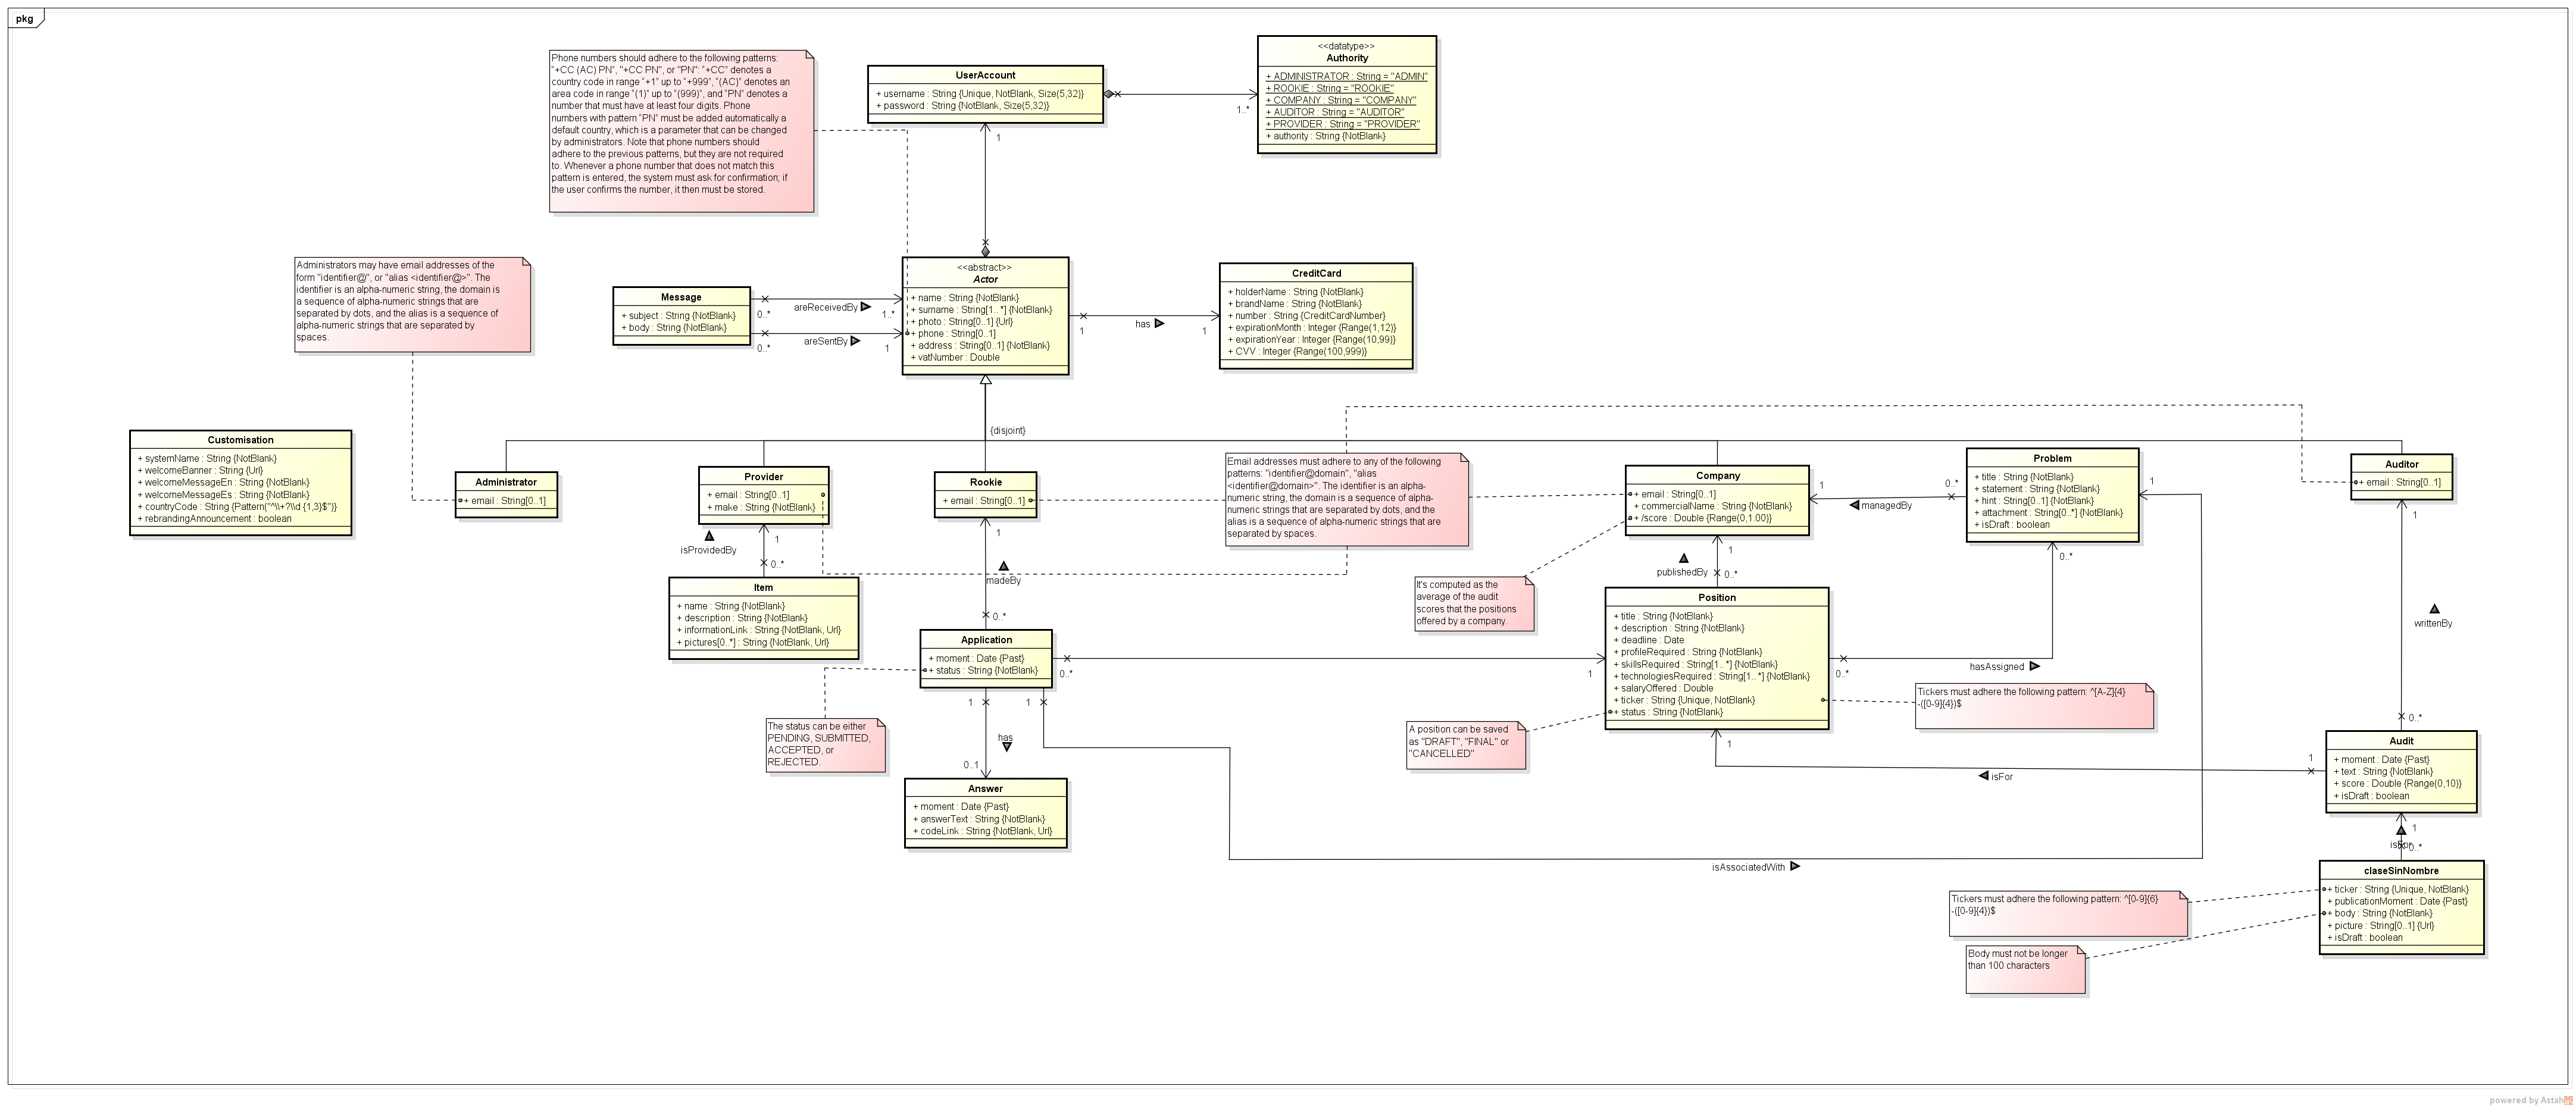 pkg
Phone numbers should adhere to the following patterns:
"+CC (AC) PN", "+CC PN", or "PN": "+CC" denotes a
country code in range "+1" up to "+999", "(AC)" denotes an
area code in range "(1)" up to "(999)", and "PN" denotes a
number that must have at least four digits. Phone
numbers with pattern "PN" must be added automatically a
default country, which is a parameter that can be changed
by administrators. Note that phone numbers should
adhere to the previous patterns, but they are not required
to. Whenever a phone number that does not match this
pattern is entered, the system must ask for confirmation; if
the user confirms the number, it then must be stored.
UserAccount
+ username : String {Unique, NotBlank, Size(5,32)}
+ password : String {NotBlank, Size(5,32)}
1..*
1
<<datatype>>
Authority
+ ADMINISTRATOR : String = "ADMIN"
+ ROOKIE : String = "ROOKIE"
+ COMPANY : String = "COMPANY"
+ AUDITOR : String = "AUDITOR"
+ PROVIDER : String = "PROVIDER"
+ authority : String {NotBlank}
Administrators may have email addresses of the
form "identifier@", or "alias <identifier@>". The
identifier is an alpha-numeric string, the domain is
a sequence of alpha-numeric strings that are
separated by dots, and the alias is a sequence of
alpha-numeric strings that are separated by
spaces.
Message
+ subject : String {NotBlank}
+ body : String {NotBlank}
0..*
areReceivedBy
1..*
0..*
areSentBy
1
<<abstract>>
Actor
+ name : String {NotBlank}
+ surname : String[1..*] {NotBlank}
+ photo : String[0..1] {Url}
+ phone : String[0..1]
+ address : String[0..1] {NotBlank}
+ vatNumber : Double
1
has
1
CreditCard
+ holderName : String {NotBlank}
+ brandName : String {NotBlank}
+ number : String {CreditCardNumber}
+ expirationMonth : Integer {Range(1,12)}
+ expirationYear : Integer {Range(10,99)}
+ CVV : Integer {Range(100,999)}
{disjoint}
Customisation
+ systemName : String {NotBlank}
+ welcomeBanner : String {Url}
+ welcomeMessageEn : String {NotBlank}
+ welcomeMessageEs : String {NotBlank}
+ countryCode : String {Pattern("^\\+?\\d {1,3}$")}
+ rebrandingAnnouncement : boolean
Administrator
+ email : String[0..1]
Provider
+ email : String[0..1]
+ make : String {NotBlank}
Rookie
+ email : String[0..1]
Email addresses must adhere to any of the following
patterns: "identifier@domain", "alias
<identifier@domain>". The identifier is an alpha-
numeric string, the domain is a sequence of alpha-
numeric strings that are separated by dots, and the
alias is a sequence of alpha-numeric strings that are
separated by spaces.
Company
+ email : String[0..1]
+ commercialName : String {NotBlank}
+ /score : Double {Range(0,1.00)}
1
managedBy
0..*
Problem
+ title : String {NotBlank}
+ statement : String {NotBlank}
+ hint : String[0..1] {NotBlank}
+ attachment : String[0..*] {NotBlank}
+ isDraft : boolean
1
Auditor
+ email : String[0..1]
1
isProvidedBy
1
0..*
Item
+ name : String {NotBlank}
+ description : String {NotBlank}
+ informationLink : String {NotBlank, Url}
+ pictures[0..*] : String {NotBlank, Url}
1
madeBy
0..*
It's computed as the
average of the audit
scores that the positions
offered by a company.
1
publishedBy
0..*
0..*
Position
+ title : String {NotBlank}
+ description : String {NotBlank}
+ deadline : Date
+ profileRequired : String {NotBlank}
+ skillsRequired : String[1..*] {NotBlank}
+ technologiesRequired : String[1..*] {NotBlank}
+ salaryOffered : Double
+ ticker : String {Unique, NotBlank}
+ status : String {NotBlank}
writtenBy
Application
+ moment : Date {Past}
+ status : String {NotBlank}
0..*
1
0..*
hasAssigned
Tickers must adhere the following pattern: ^[A-Z]{4}
-([0-9]{4})$
The status can be either
PENDING, SUBMITTED,
ACCEPTED, or
REJECTED.
1
1
has
0..1
A position can be saved
as "DRAFT", "FINAL" or
"CANCELLED"
1
isFor
1
0..*
Audit
+ moment : Date {Past}
+ text : String {NotBlank}
+ score : Double {Range(0,10)}
+ isDraft : boolean
Answer
+ moment : Date {Past}
+ answerText : String {NotBlank}
+ codeLink : String {NotBlank, Url}
isAssociatedWith
1
isFor
0..*
claseSinNombre
+ ticker : String {Unique, NotBlank}
+ publicationMoment : Date {Past}
+ body : String {NotBlank}
+ picture : String[0..1] {Url}
+ isDraft : boolean
Tickers must adhere the following pattern: ^[0-9]{6}
-([0-9]{4})$
Body must not be longer
than 100 characters
powered by Astah